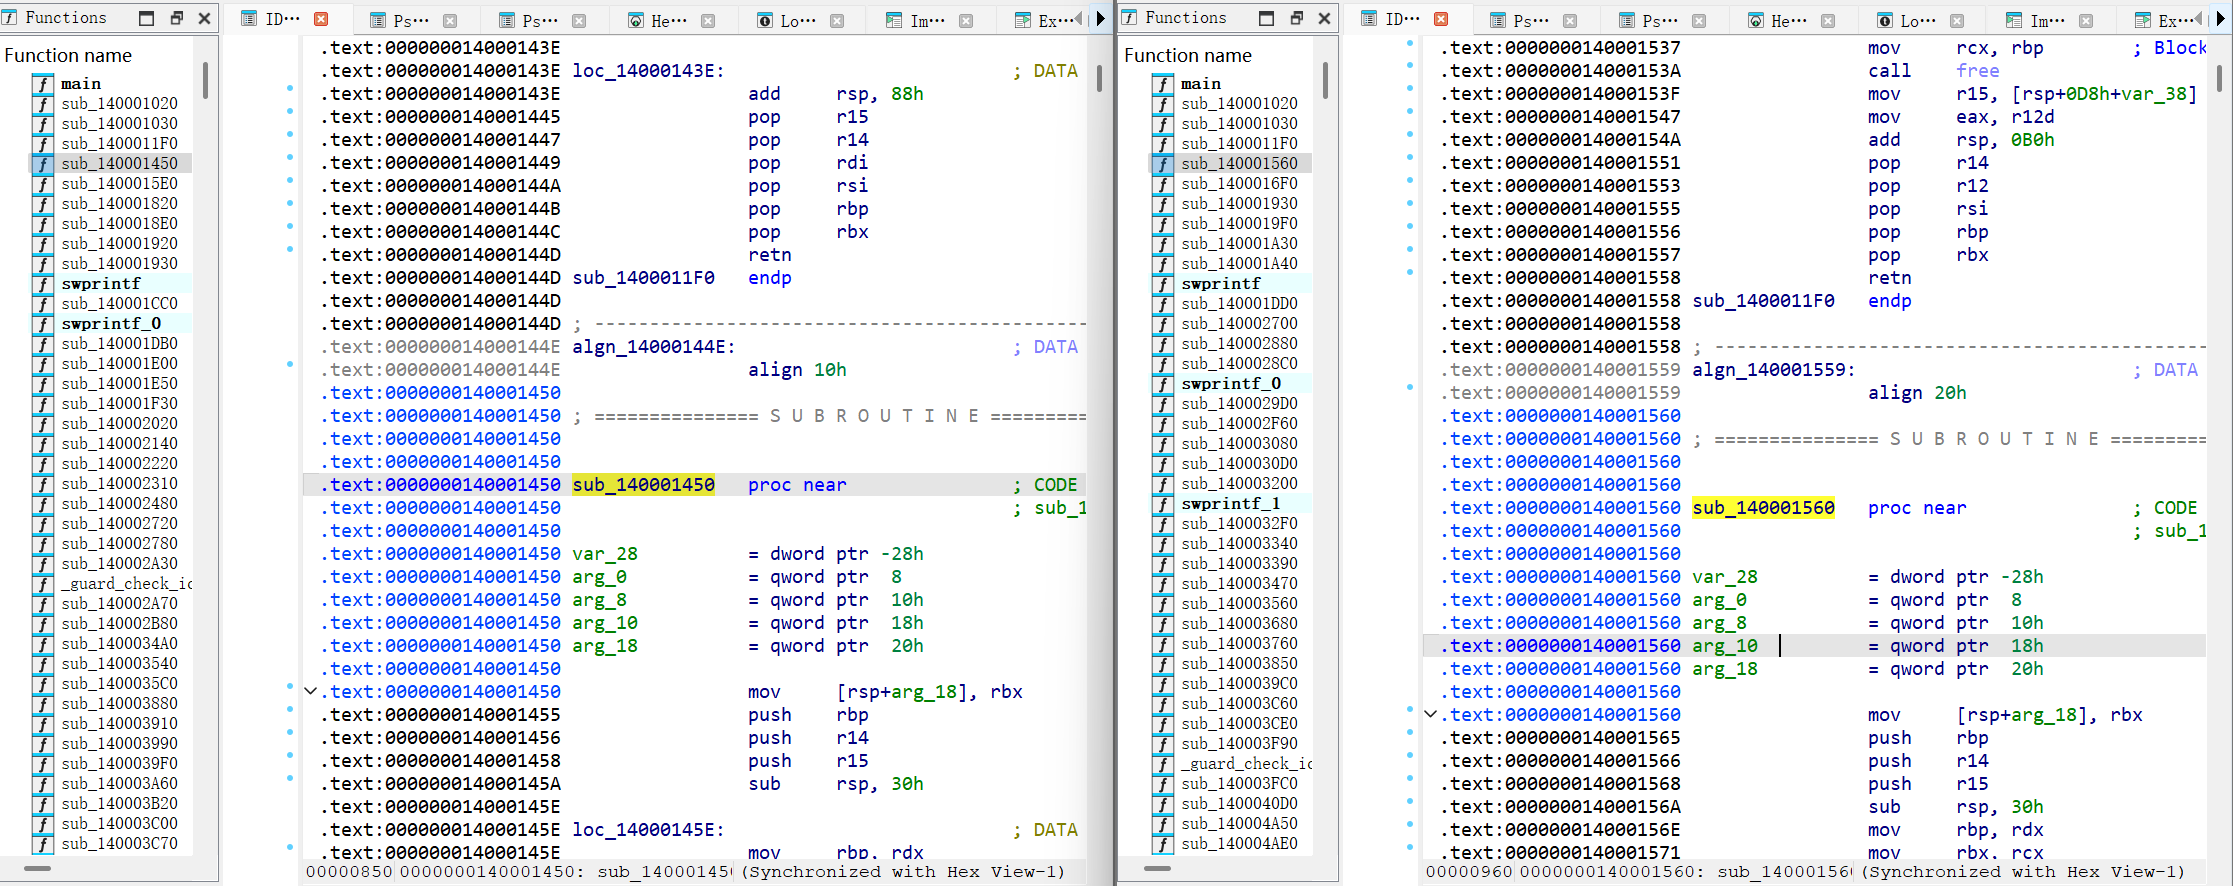 Functions
Function name
main
sub_140001020
sub_140001030
sub_1400011F0
sub_140001450
sub_1400015E0
sub_140001820
sub_1400018E0
sub_140001920
sub_140001930
swprintf
sub_140001CC0
swprintf_0
sub_140001DB0
sub_140001E00
sub_140001E50
sub_140001F30
sub_140002020
sub_140002140
sub_140002220
sub_140002310
sub_140002480
sub_140002720
sub_140002780
sub_140002A30
_guard_check_ic
sub_140002A70
sub_140002B80
sub_1400034A0
sub_140003540
sub_1400035C0
sub_140003880
sub_140003910
sub_140003990
sub_1400039F0
sub_140003A60
sub_140003B20
sub_140003C00
sub_140003C70
ID··· Ps··· Ps··· He··· Lo··· Im··· Ex···
.text:000000014000143E
.text:000000014000143E loc_14000143E: ; DATA
.text:000000014000143E add rsp, 88h
.text:0000000140001445 pop r15
.text:0000000140001447 pop r14
.text:0000000140001449 pop rdi
.text:000000014000144A pop rsi
.text:000000014000144B pop rbp
.text:000000014000144C pop rbx
.text:000000014000144D retn
.text:000000014000144D sub_1400011F0 endp
.text:000000014000144D
.text:000000014000144D ; ---------------------------------------------
.text:000000014000144E algn_14000144E: ; DATA
.text:000000014000144E align 10h
.text:0000000140001450
.text:0000000140001450 ; =============== S U B R O U T I N E =========
.text:0000000140001450
.text:0000000140001450
.text:0000000140001450 sub_140001450 proc near ; CODE
.text:0000000140001450 ; sub_1
.text:0000000140001450
.text:0000000140001450 var_28 = dword ptr -28h
.text:0000000140001450 arg_0 = qword ptr 8
.text:0000000140001450 arg_8 = qword ptr 10h
.text:0000000140001450 arg_10 = qword ptr 18h
.text:0000000140001450 arg_18 = qword ptr 20h
.text:0000000140001450
.text:0000000140001450 mov [rsp+arg_18], rbx
.text:0000000140001455 push rbp
.text:0000000140001456 push r14
.text:0000000140001458 push r15
.text:000000014000145A sub rsp, 30h
.text:000000014000145E
.text:000000014000145E loc_14000145E: ; DATA
.text:000000014000145E mov rbp, rdx
00000850 0000000140001450: sub_140001450 (Synchronized with Hex View-1)
Functions
Function name
main
sub_140001020
sub_140001030
sub_1400011F0
sub_140001560
sub_1400016F0
sub_140001930
sub_1400019F0
sub_140001A30
sub_140001A40
swprintf
sub_140001DD0
sub_140002700
sub_140002880
sub_1400028C0
swprintf_0
sub_1400029D0
sub_140002F60
sub_140003080
sub_1400030D0
sub_140003200
swprintf_1
sub_1400032F0
sub_140003340
sub_140003390
sub_140003470
sub_140003560
sub_140003680
sub_140003760
sub_140003850
sub_1400039C0
sub_140003C60
sub_140003CE0
sub_140003F90
_guard_check_ic
sub_140003FC0
sub_1400040D0
sub_140004A50
sub_140004AE0
ID··· Ps··· Ps··· He··· Lo··· Im··· Ex···
.text:0000000140001537 mov rcx, rbp ; Block
.text:000000014000153A call free
.text:000000014000153F mov r15, [rsp+0D8h+var_38]
.text:0000000140001547 mov eax, r12d
.text:000000014000154A add rsp, 0B0h
.text:0000000140001551 pop r14
.text:0000000140001553 pop r12
.text:0000000140001555 pop rsi
.text:0000000140001556 pop rbp
.text:0000000140001557 pop rbx
.text:0000000140001558 retn
.text:0000000140001558 sub_1400011F0 endp
.text:0000000140001558
.text:0000000140001558 ; ---------------------------------------------
.text:0000000140001559 algn_140001559: ; DATA
.text:0000000140001559 align 20h
.text:0000000140001560
.text:0000000140001560 ; =============== S U B R O U T I N E =========
.text:0000000140001560
.text:0000000140001560
.text:0000000140001560 sub_140001560 proc near ; CODE
.text:0000000140001560 ; sub_1
.text:0000000140001560
.text:0000000140001560 var_28 = dword ptr -28h
.text:0000000140001560 arg_0 = qword ptr 8
.text:0000000140001560 arg_8 = qword ptr 10h
.text:0000000140001560 arg_10 = qword ptr 18h
.text:0000000140001560 arg_18 = qword ptr 20h
.text:0000000140001560
.text:0000000140001560 mov [rsp+arg_18], rbx
.text:0000000140001565 push rbp
.text:0000000140001566 push r14
.text:0000000140001568 push r15
.text:000000014000156A sub rsp, 30h
.text:000000014000156E mov rbp, rdx
.text:0000000140001571 mov rbx, rcx
00000960 0000000140001560: sub_140001560 (Synchronized with Hex View-1)